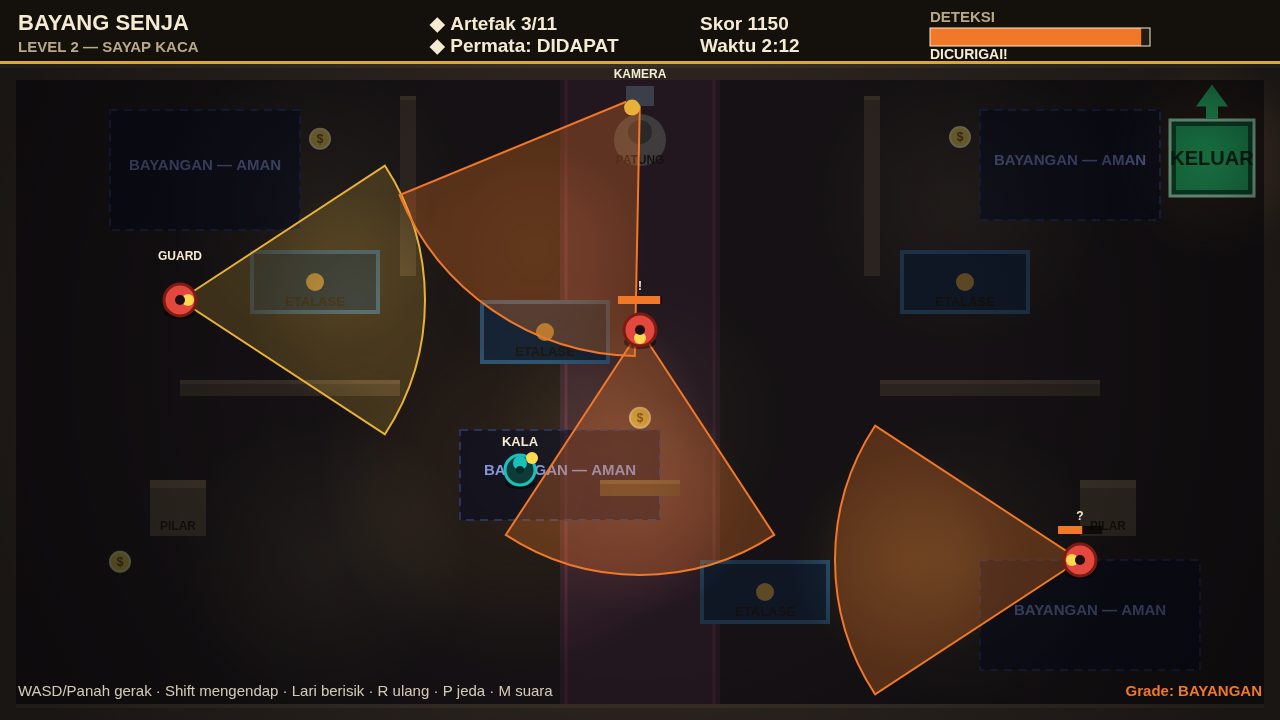 BAYANG SENJA
LEVEL 2 — SAYAP KACA
◆ Artefak 3/11
◆ Permata: DIDAPAT
Skor 1150
Waktu 2:12
DETEKSI
DICURIGAI!
KAMERA
PATUNG
$
$
BAYANGAN — AMAN
BAYANGAN — AMAN
KELUAR
GUARD
ETALASE
ETALASE
!
ETALASE
$
KALA
BAYANGAN — AMAN
PILAR
?
PILAR
$
ETALASE
BAYANGAN — AMAN
WASD/Panah gerak · Shift mengendap · Lari berisik · R ulang · P jeda · M suara
Grade: BAYANGAN